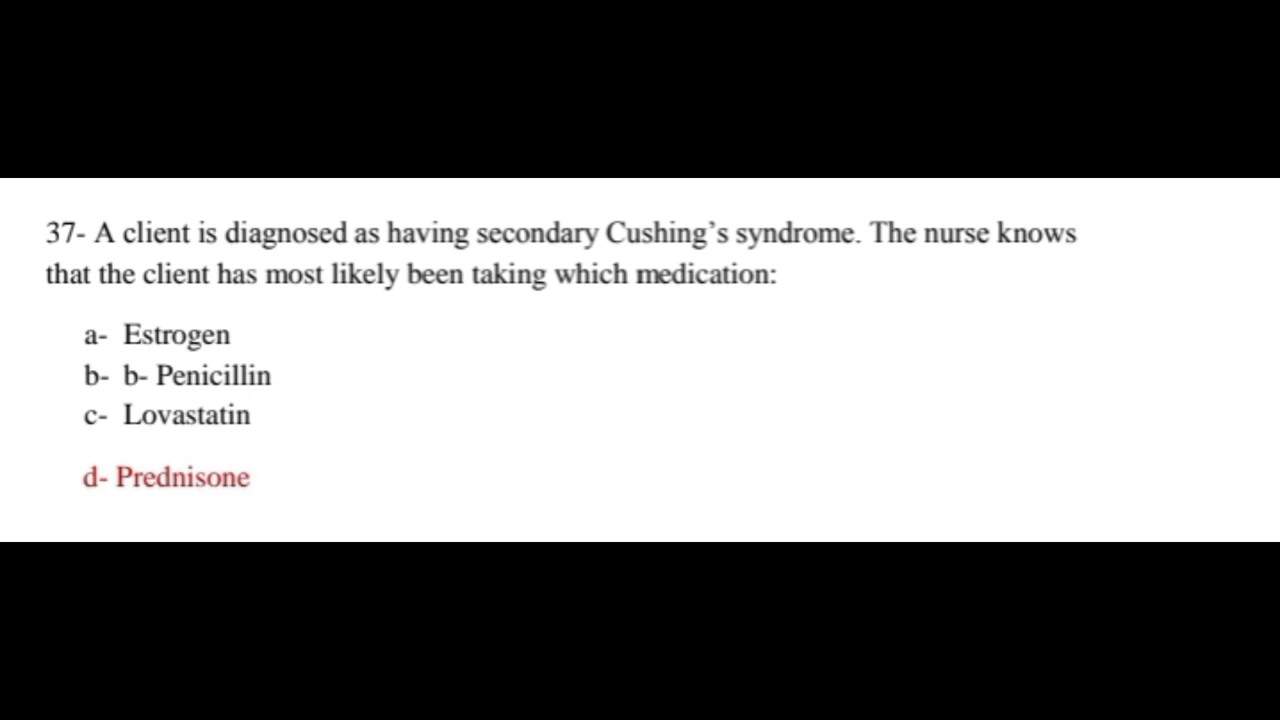 37- A client is diagnosed as having secondary Cushing’s syndrome. The nurse knows
that the client has most likely been taking which medication:
a- Estrogen
b- b- Penicillin
c- Lovastatin
d- Prednisone